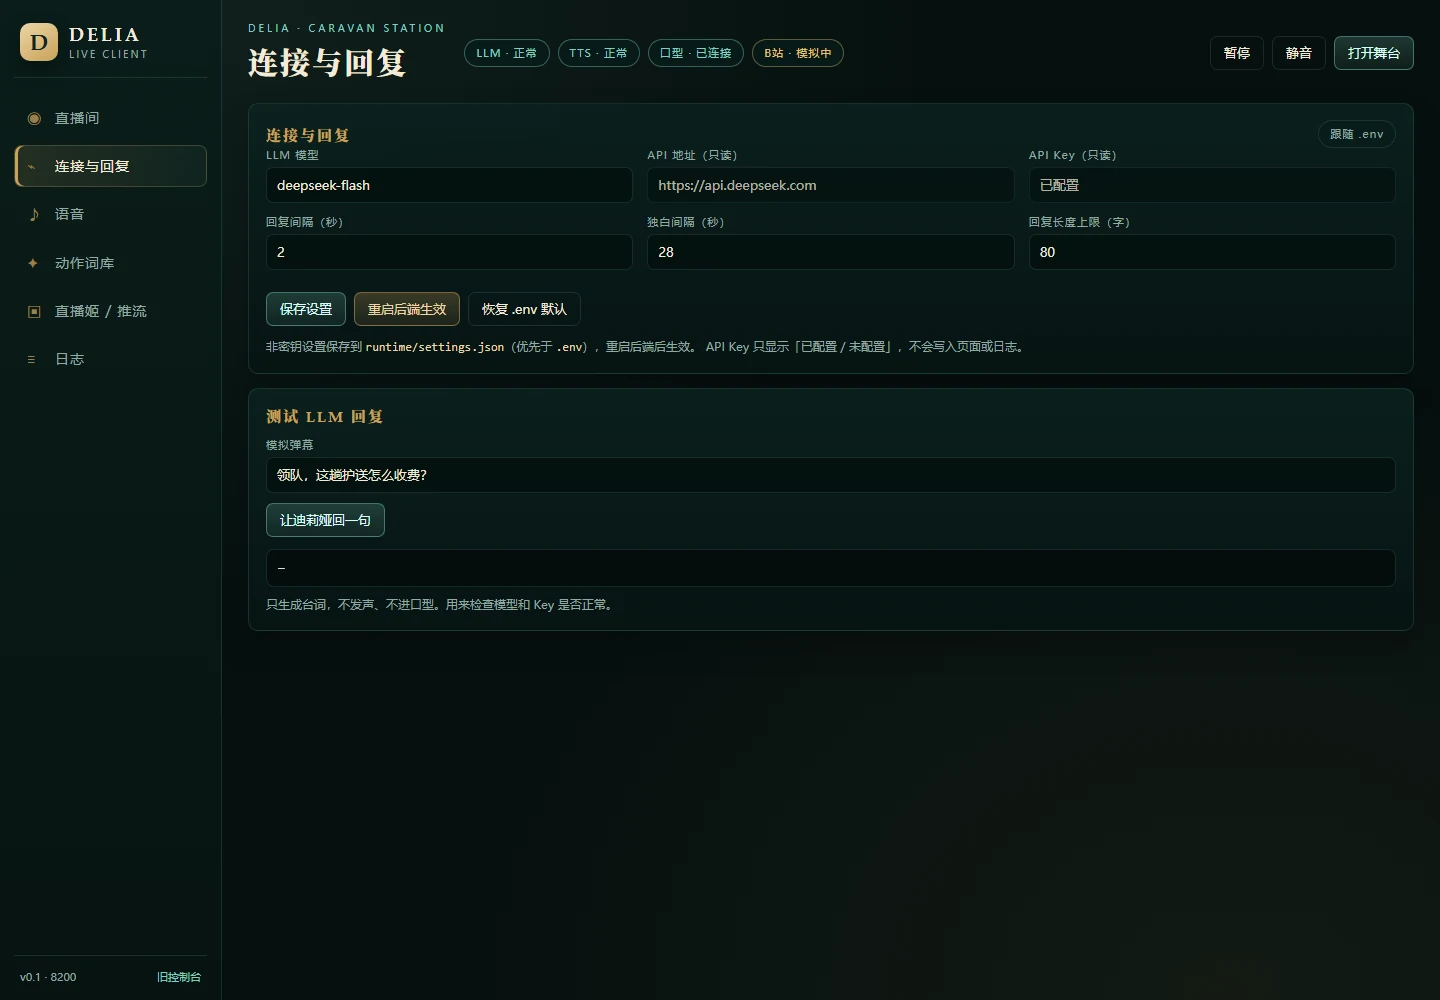 D
DELIA
LIVE CLIENT
直播间
连接与回复
语音
动作词库
直播姬 / 推流
日志
v0.1 · 8200
旧控制台
DELIA · CARAVAN STATION
连接与回复
LLM · 正常
TTS · 正常
口型 · 已连接
B站 · 模拟中
暂停
静音
打开舞台
连接与回复
跟随 .env
LLM 模型
API 地址（只读）
API Key（只读）
deepseek-flash
https://api.deepseek.com
已配置
回复间隔（秒）
独白间隔（秒）
回复长度上限（字）
2
28
80
保存设置
重启后端生效
恢复 .env 默认
非密钥设置保存到 runtime/settings.json（优先于 .env），重启后端后生效。 API Key 只显示「已配置 / 未配置」，不会写入页面或日志。
测试 LLM 回复
模拟弹幕
领队，这趟护送怎么收费？
让迪莉娅回一句
–
只生成台词，不发声、不进口型。用来检查模型和 Key 是否正常。